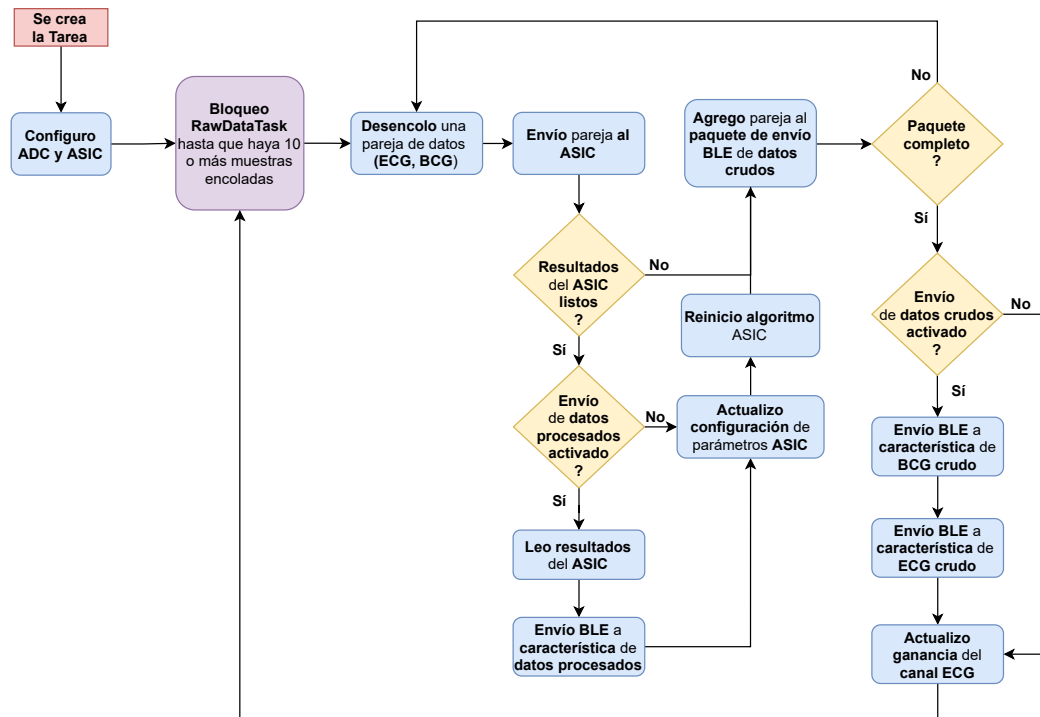 Se crea
la Tarea
Configuro
ADC y ASIC
Bloqueo
RawDataTask
hasta que haya 10
o más muestras
encoladas
Desencolo una
pareja de datos
(ECG, BCG)
Envío pareja al
ASIC
Resultados
del ASIC
listos
?
No
Sí
Envío
de datos
procesados
activado
?
No
Sí
Leo resultados
del ASIC
Envío BLE a
característica de
datos procesados
Actualizo
configuración de
parámetros ASIC
Reinicio algoritmo
ASIC
Agrego pareja al
paquete de envío
BLE de datos
crudos
Paquete
completo
?
No
Sí
Envío
de datos crudos
activado
?
No
Sí
Envío BLE a
característica de
BCG crudo
Envío BLE a
característica de
ECG crudo
Actualizo
ganancia del
canal ECG